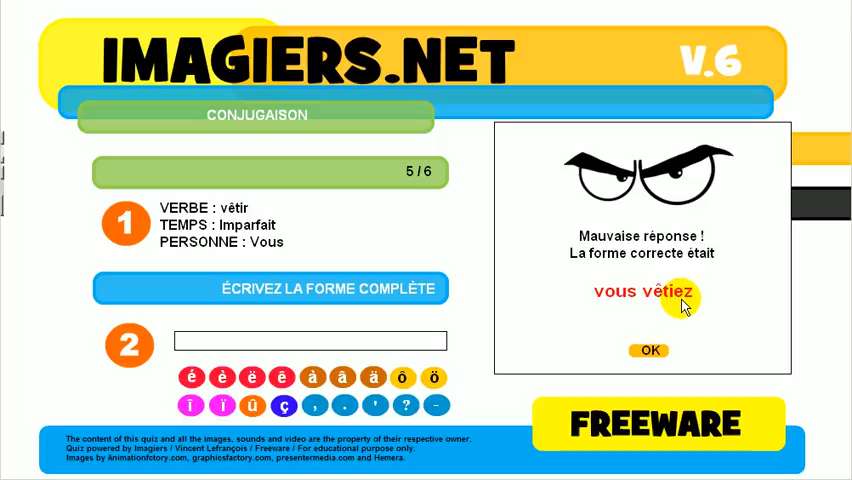 IMAGIERS.NET
V.6
CONJUGAISON
5 / 6
1
VERBE : vêtir
TEMPS : Imparfait
PERSONNE : Vous
ÉCRIVEZ LA FORME COMPLÈTE
2
é è ë ê à â ä ô ö
î ï û ç , . ' ? -
Mauvaise réponse !
La forme correcte était
vous vêtiez
OK
FREEWARE
The content of this quiz and all the images, sounds and video are the property of their respective owner.
Quiz powered by Imagiers / Vincent Lefrançois / Freeware / For educational purpose only.
Images by Animationfctory.com, graphicsfactory.com, presentermedia.com and Hemera.